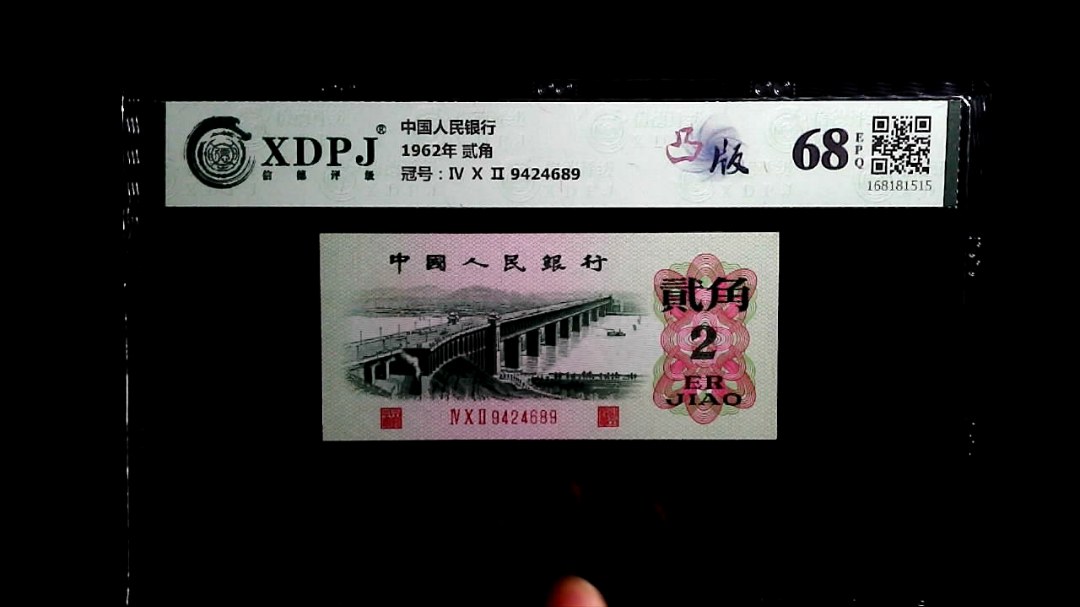 XDPJ®
信德评级
中国人民银行
1962年 贰角
冠号：Ⅳ Ⅹ Ⅱ 9424689
凸版
68
EPQ
168181515
中國人民銀行
貳角
2
ER
JIAO
ⅣⅩⅡ9424689